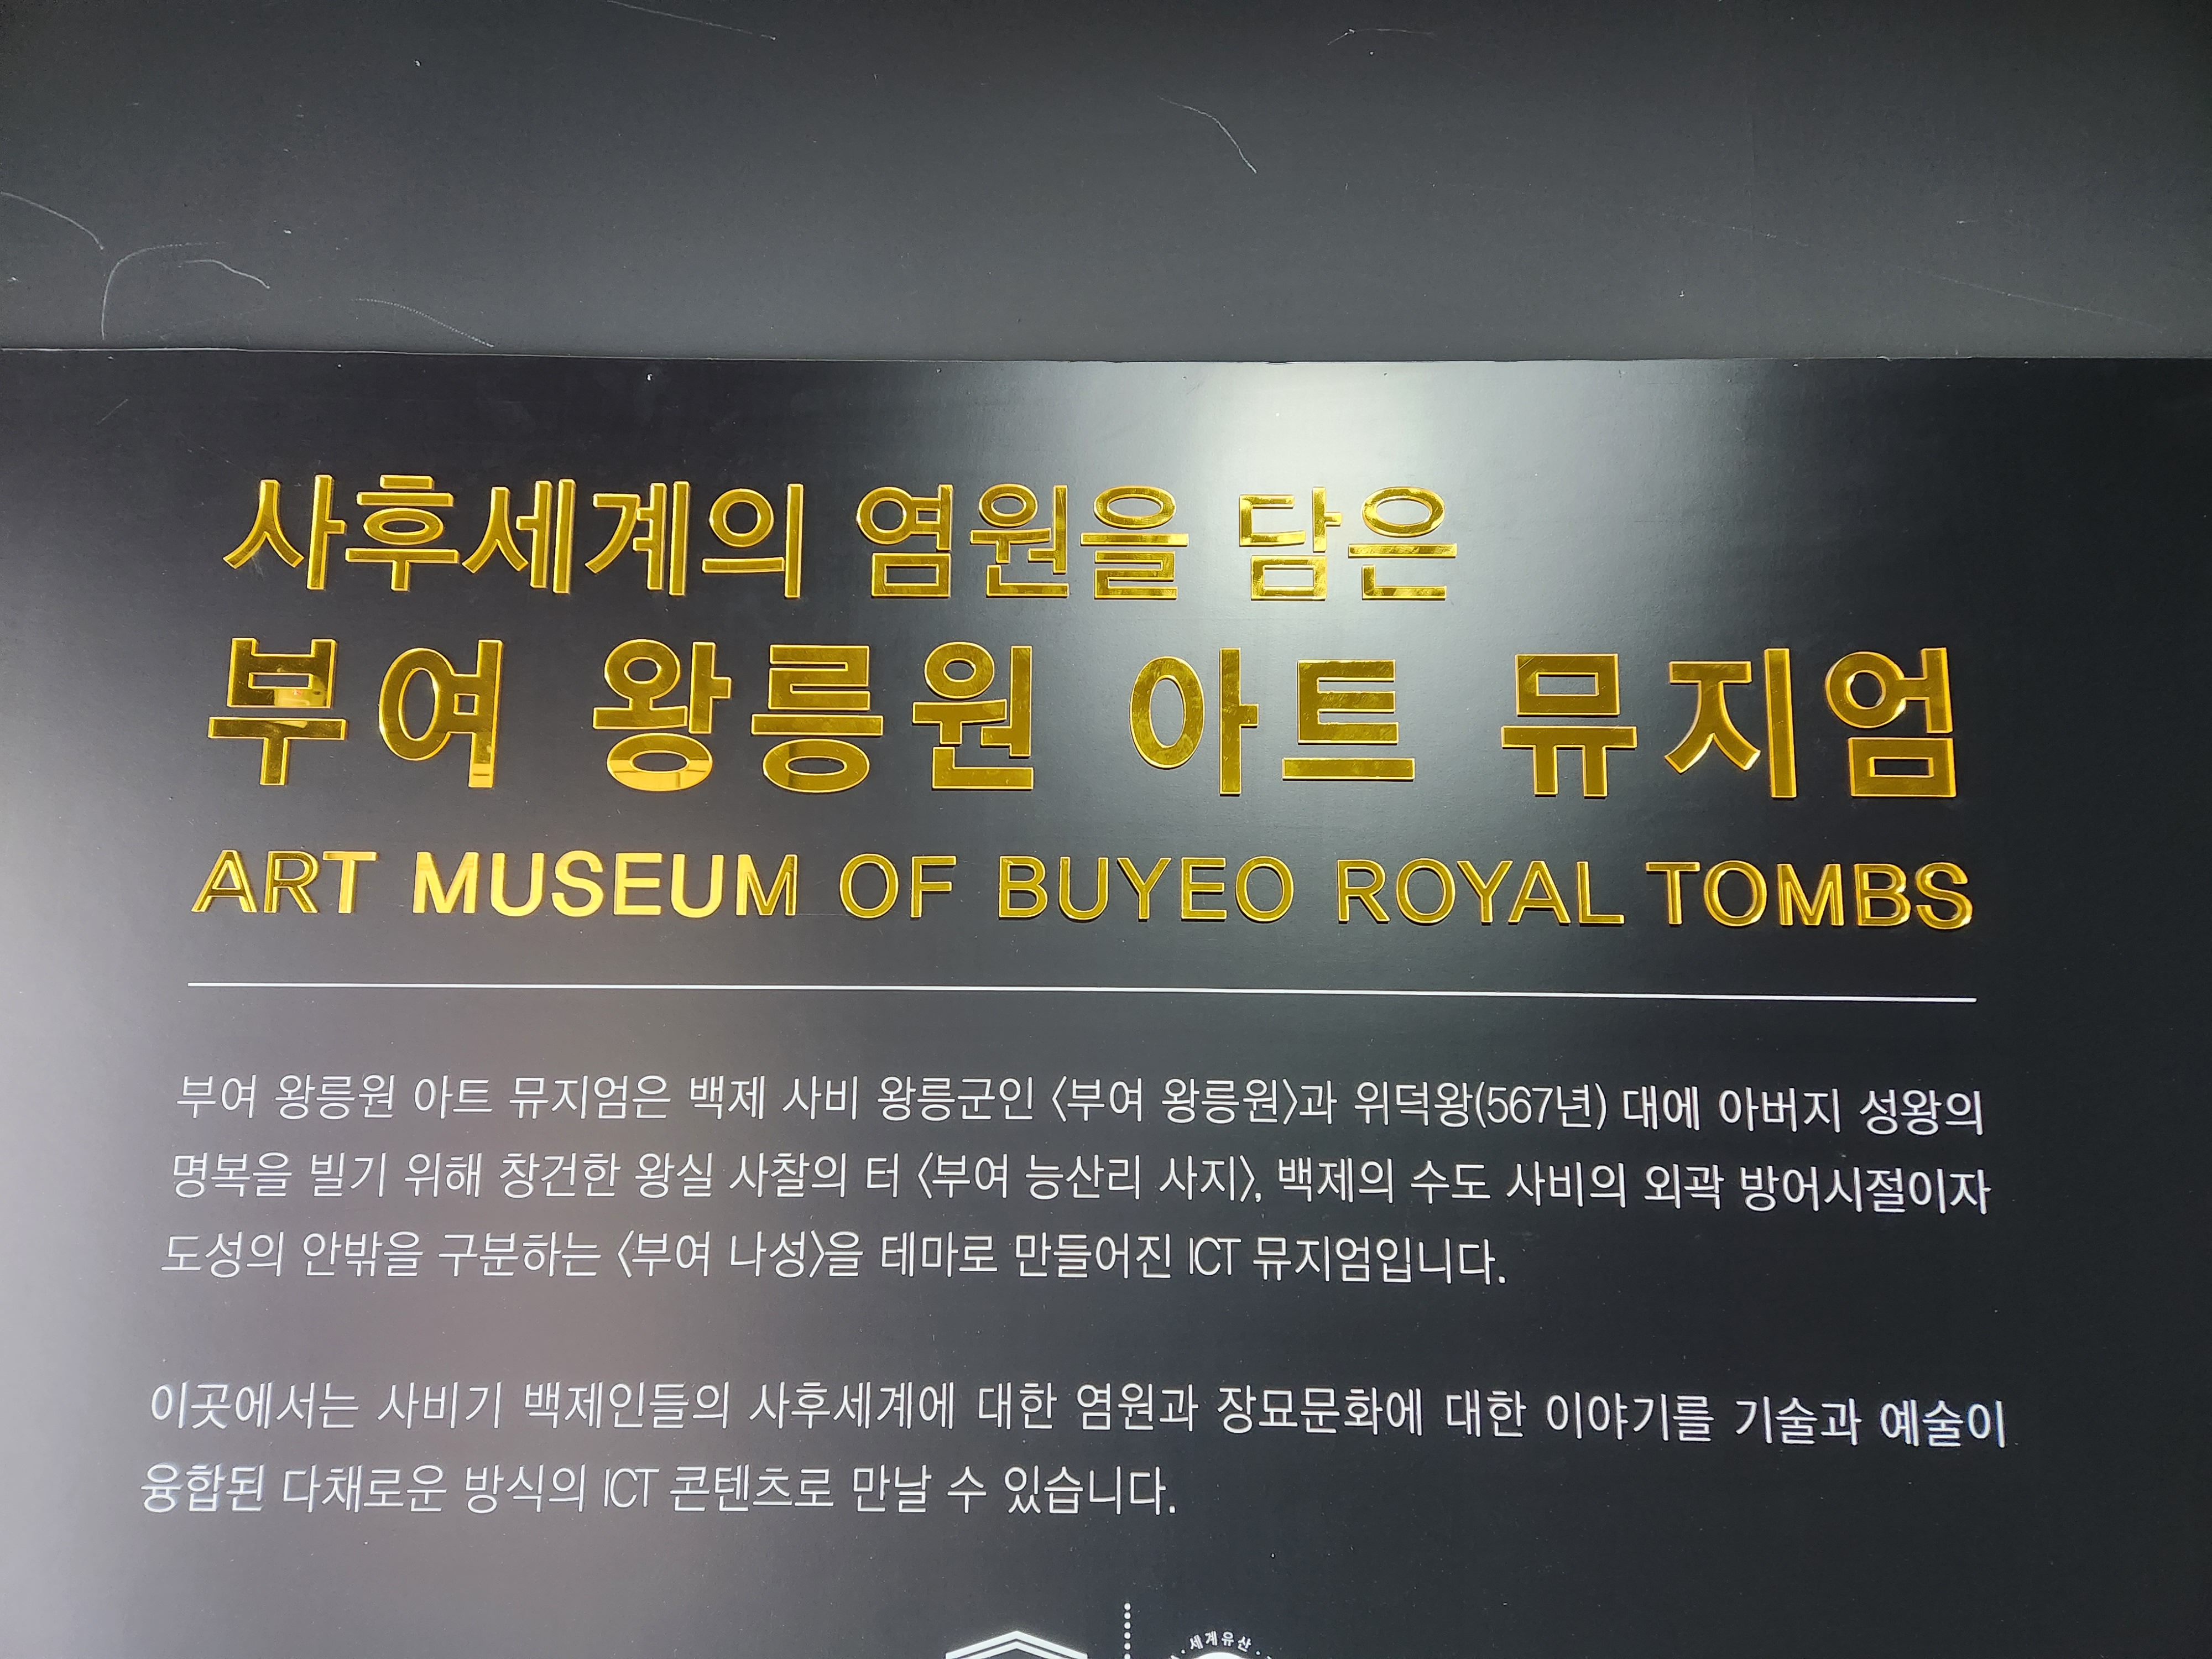 사후세계의 염원을 담은
부여 왕릉원 아트 뮤지엄
ART MUSEUM OF BUYEO ROYAL TOMBS
부여 왕릉원 아트 뮤지엄은 백제 사비 왕릉군인 〈부여 왕릉원〉과 위덕왕(567년) 대에 아버지 성왕의
명복을 빌기 위해 창건한 왕실 사찰의 터 〈부여 능산리 사지〉, 백제의 수도 사비의 외곽 방어시절이자
도성의 안밖을 구분하는 〈부여 나성〉을 테마로 만들어진 ICT 뮤지엄입니다.
이곳에서는 사비기 백제인들의 사후세계에 대한 염원과 장묘문화에 대한 이야기를 기술과 예술이
융합된 다채로운 방식의 ICT 콘텐츠로 만날 수 있습니다.
세계유산